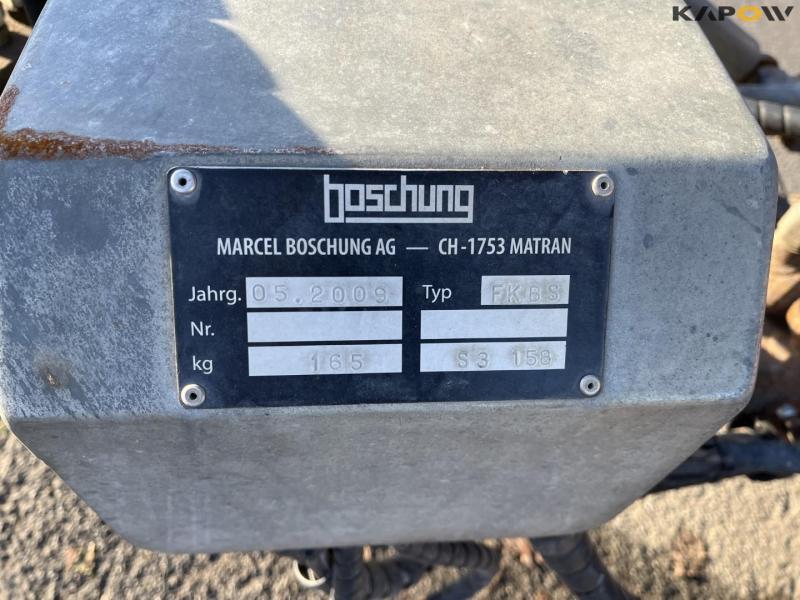 KAPOW
boschung
MARCEL BOSCHUNG AG — CH-1753 MATRAN
Jahrg. 05.2009 Typ FKBS
Nr.
kg 165 S3 158